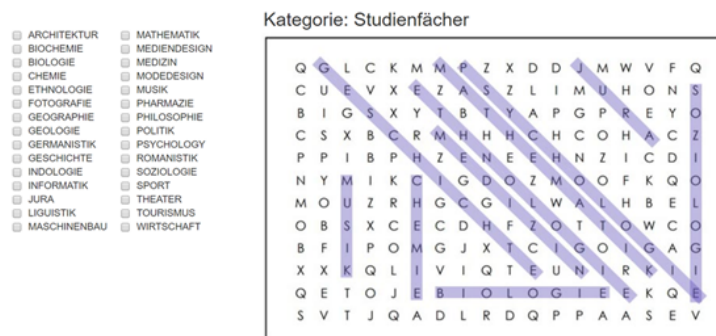 Kategorie: Studienfächer
ARCHITEKTUR
BIOCHEMIE
BIOLOGIE
CHEMIE
ETHNOLOGIE
FOTOGRAFIE
GEOGRAPHIE
GEOLOGIE
GERMANISTIK
GESCHICHTE
INDOLOGIE
INFORMATIK
JURA
LIGUISTIK
MASCHINENBAU
MATHEMATIK
MEDIENDESIGN
MEDIZIN
MODEDESIGN
MUSIK
PHARMAZIE
PHILOSOPHIE
POLITIK
PSYCHOLOGY
ROMANISTIK
SOZIOLOGIE
SPORT
THEATER
TOURISMUS
WIRTSCHAFT
Q G L C K M M P Z X D D J M W V F Q
C U E V X E Z A S Z L I M U H O N S
B I G S X Y T B T Y A P G P R E Y O
C S X B C R M H H H C H C O H A C Z
P P I B P H Z E N E E H N Z I C D I
N Y M I K C I G D O Z M O O F K Q O
M O U Z R H G C G I L W A L H B E L
O B S X C E C D H F Z O T T O W C O
B F I P O M G J X T C I G O I G A G
X X K Q L I V I Q T E U N I R K I I
Q E T O J E B I O L O G I E E K Q E
S V T J Q A D L R D Q P P A A S E V